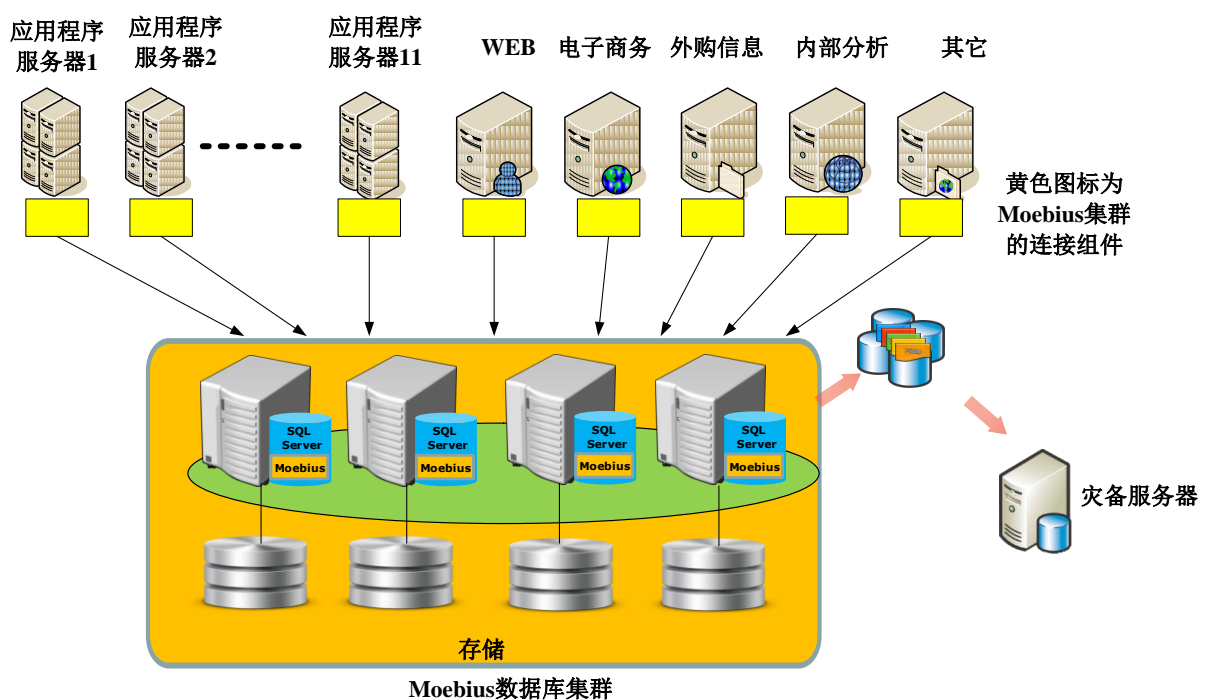 应用程序
服务器1
应用程序
服务器2
应用程序
服务器11
WEB
电子商务
外购信息
内部分析
其它
黄色图标为
Moebius集群
的连接组件
SQL
Server
Moebius
SQL
Server
Moebius
SQL
Server
Moebius
SQL
Server
Moebius
灾备服务器
存储
Moebius数据库集群